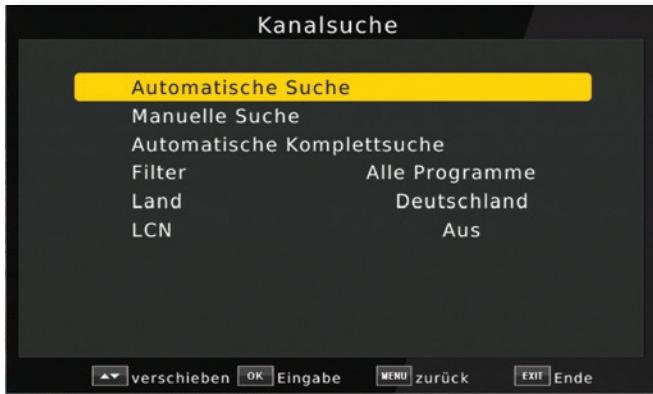 Kanalsuche
Automatische Suche
Manuelle Suche
Automatische Komplettsuche
Filter Alle Programme
Land Deutschland
LCN Aus
verschieben OK Eingabe MENU zurück EXIT Ende